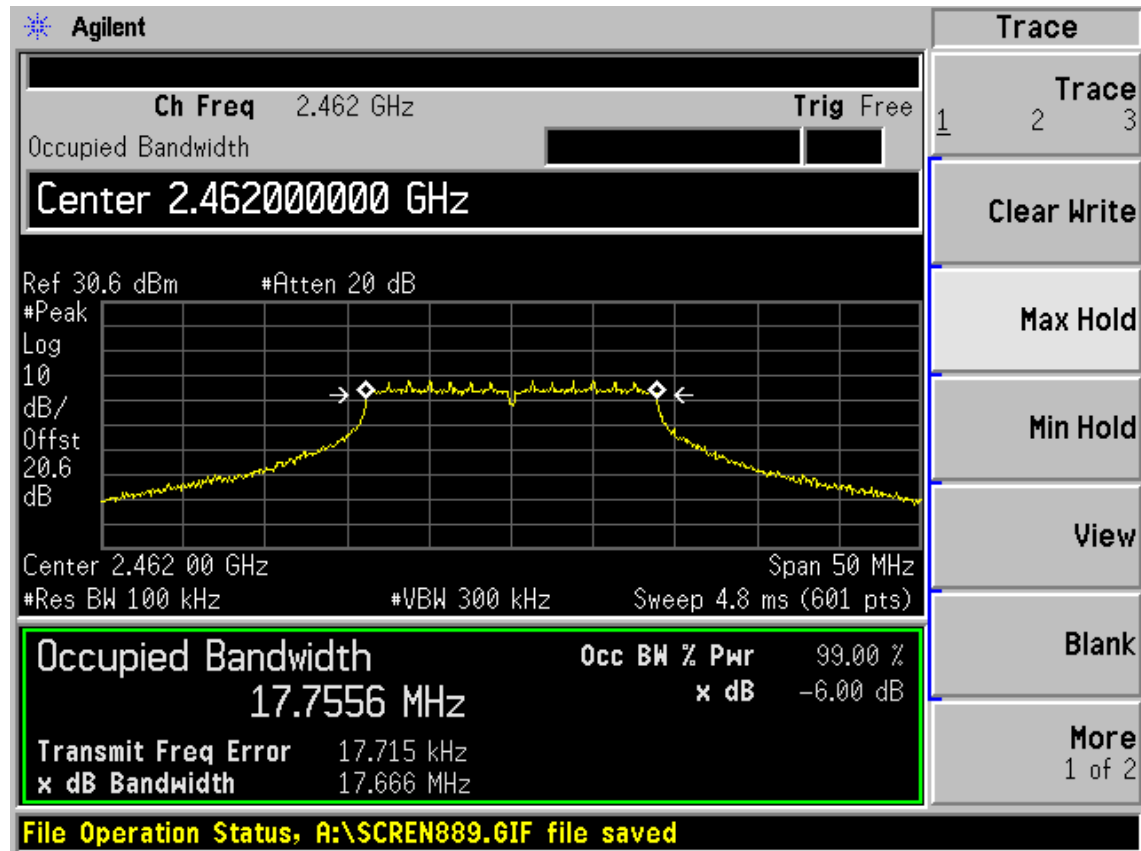 Agilent
Trace
Ch Freq 2.462 GHz Trig Free
Occupied Bandwidth
Center 2.462000000 GHz
Ref 30.6 dBm #Atten 20 dB
#Peak
Log
10
dB/
Offst
20.6
dB
Center 2.462 00 GHz Span 50 MHz
#Res BW 100 kHz #VBW 300 kHz Sweep 4.8 ms (601 pts)
Occupied Bandwidth Occ BW % Pwr 99.00 %
17.7556 MHz x dB -6.00 dB
Transmit Freq Error 17.715 kHz
x dB Bandwidth 17.666 MHz
Trace
1 2 3
Clear Write
Max Hold
Min Hold
View
Blank
More
1 of 2
File Operation Status, A:\SCREN889.GIF file saved